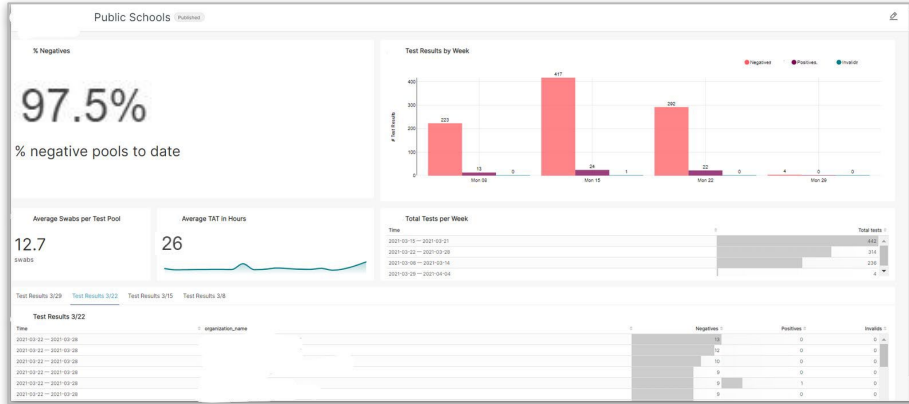 Public Schools Published
% Negatives
97.5%
% negative pools to date
Test Results by Week
Negatives Positives. Invalids
# Test Results
400
300
200
100
0
223 13 0
417 24 1
292 22 0
4 0 0
Mon 08 Mon 15 Mon 22 Mon 29
Average Swabs per Test Pool
12.7
swabs
Average TAT in Hours
26
Total Tests per Week
Time Total tests
2021-03-15 — 2021-03-21 442
2021-03-22 — 2021-03-28 314
2021-03-08 — 2021-03-14 236
2021-03-29 — 2021-04-04 4
Test Results 3/29 Test Results 3/22 Test Results 3/15 Test Results 3/8
Test Results 3/22
Time organization_name Negatives Positives Invalids
2021-03-22 — 2021-03-28 13 0 0
2021-03-22 — 2021-03-28 12 0 0
2021-03-22 — 2021-03-28 10 0 0
2021-03-22 — 2021-03-28 9 0 0
2021-03-22 — 2021-03-28 9 1 0
2021-03-22 — 2021-03-28 9 0 0